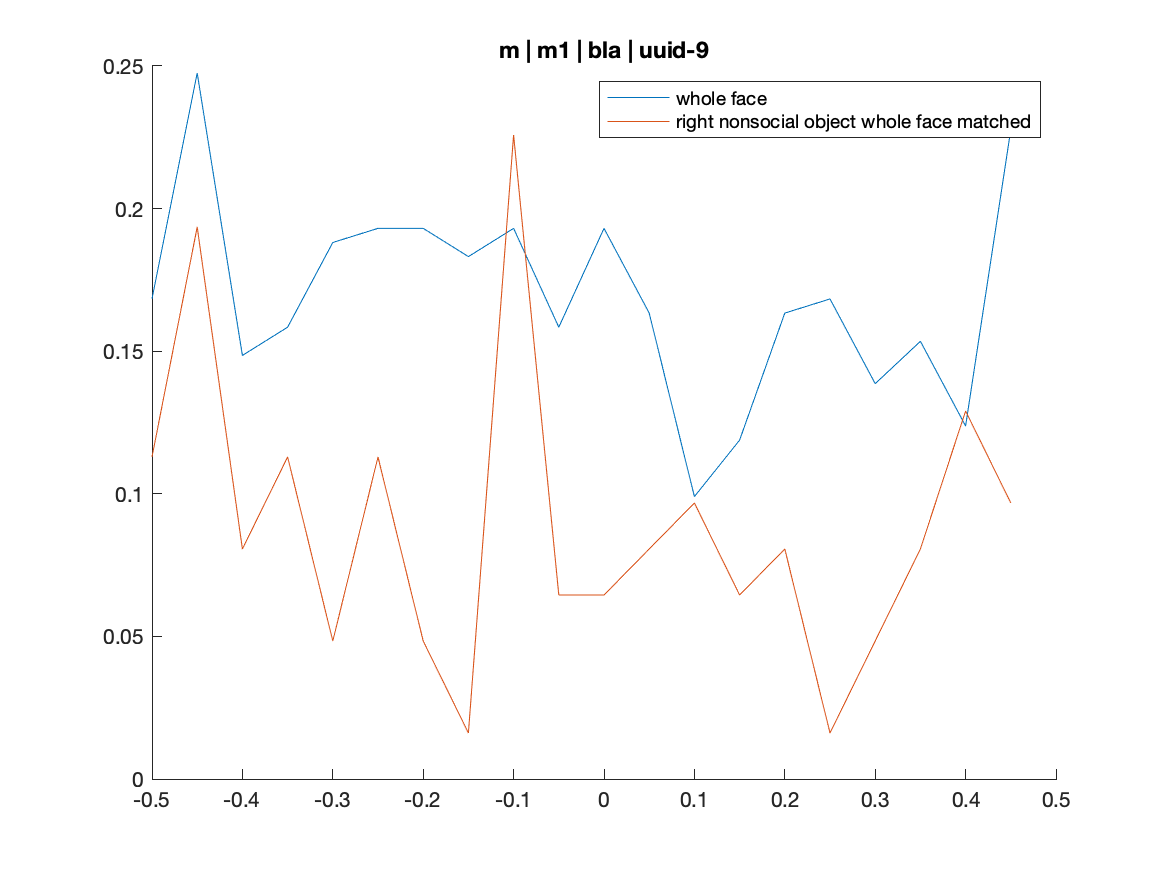 m | m1 | bla | uuid-9
whole face
right nonsocial object whole face matched
0.25
0.2
0.15
0.1
0.05
0
-0.5 -0.4 -0.3 -0.2 -0.1 0 0.1 0.2 0.3 0.4 0.5